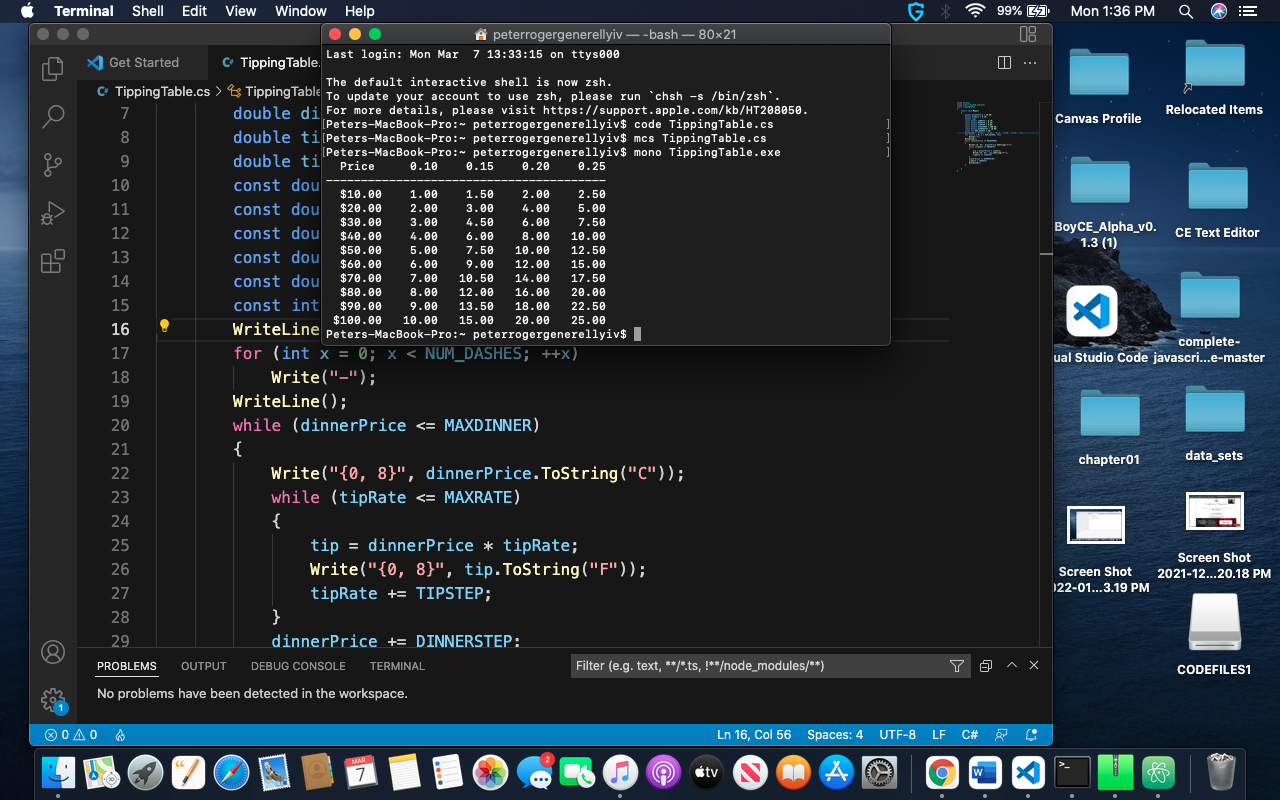 Terminal Shell Edit View Window Help 99% Mon 1:36 PM
peterrogergenerellyiv — -bash — 80×21
Last login: Mon Mar  7 13:33:15 on ttys000
The default interactive shell is now zsh.
To update your account to use zsh, please run `chsh -s /bin/zsh`.
For more details, please visit https://support.apple.com/kb/HT208050.
[Peters-MacBook-Pro:~ peterrogergenerellyiv$ code TippingTable.cs ]
[Peters-MacBook-Pro:~ peterrogergenerellyiv$ mcs TippingTable.cs ]
[Peters-MacBook-Pro:~ peterrogergenerellyiv$ mono TippingTable.exe ]
Price 0.10 0.15 0.20 0.25
----------------------------------------
$10.00 1.00 1.50 2.00 2.50
$20.00 2.00 3.00 4.00 5.00
$30.00 3.00 4.50 6.00 7.50
$40.00 4.00 6.00 8.00 10.00
$50.00 5.00 7.50 10.00 12.50
$60.00 6.00 9.00 12.00 15.00
$70.00 7.00 10.50 14.00 17.50
$80.00 8.00 12.00 16.00 20.00
$90.00 9.00 13.50 18.00 22.50
$100.00 10.00 15.00 20.00 25.00
Peters-MacBook-Pro:~ peterrogergenerellyiv$
Get Started TippingTable.
TippingTable.cs > TippingTable
7 double di
8 double ti
9 double ti
10 const dou
11 const dou
12 const dou
13 const dou
14 const dou
15 const int
16 WriteLine
17 for (int x = 0; x < NUM_DASHES; ++x)
18 Write("-");
19 WriteLine();
20 while (dinnerPrice <= MAXDINNER)
21 {
22 Write("{0, 8}", dinnerPrice.ToString("C"));
23 while (tipRate <= MAXRATE)
24 {
25 tip = dinnerPrice * tipRate;
26 Write("{0, 8}", tip.ToString("F"));
27 tipRate += TIPSTEP;
28 }
29 dinnerPrice += DINNERSTEP;
PROBLEMS OUTPUT DEBUG CONSOLE TERMINAL Filter (e.g. text, **/*.ts, !**/node_modules/**)
No problems have been detected in the workspace.
1
0 0 Ln 16, Col 56 Spaces: 4 UTF-8 LF C#
Canvas Profile
Relocated Items
BoyCE_Alpha_v0.
1.3 (1)
CE Text Editor
ual Studio Code
complete-
javascri...e-master
chapter01
data_sets
Screen Shot
022-01...3.19 PM
Screen Shot
2021-12...20.18 PM
CODEFILES1
MAR
7
2
tv